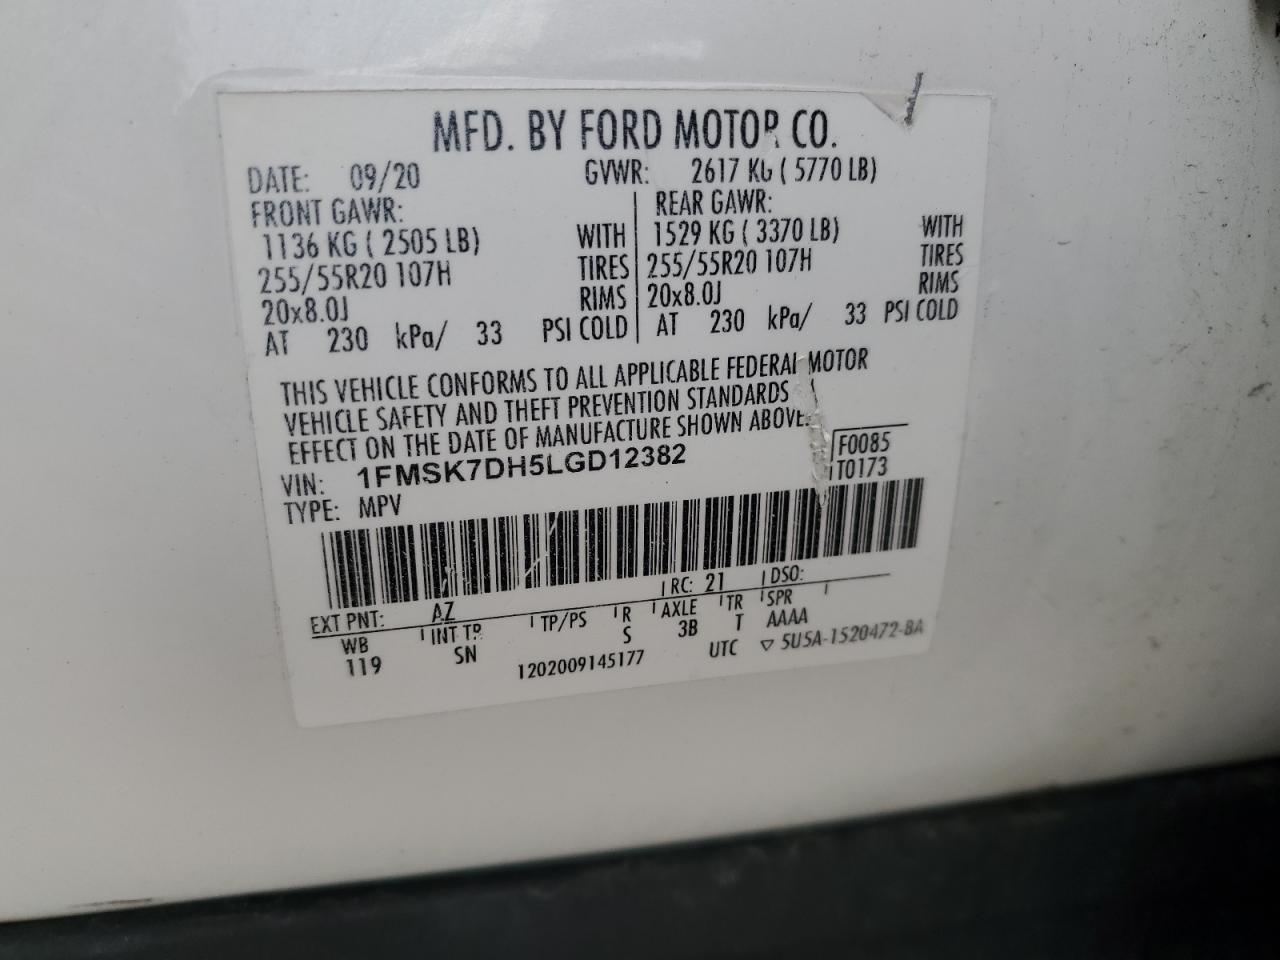 MFD. BY FORD MOTOR CO.
DATE: 09/20 GVWR: 2617 KG ( 5770 LB)
FRONT GAWR: REAR GAWR:
1136 KG ( 2505 LB) WITH 1529 KG ( 3370 LB) WITH
255/55R20 107H TIRES 255/55R20 107H TIRES
20x8.0J RIMS 20x8.0J RIMS
AT 230 kPa/ 33 PSI COLD AT 230 kPa/ 33 PSI COLD
THIS VEHICLE CONFORMS TO ALL APPLICABLE FEDERAL MOTOR
VEHICLE SAFETY AND THEFT PREVENTION STANDARDS
EFFECT ON THE DATE OF MANUFACTURE SHOWN ABOVE.
VIN: 1FMSK7DH5LGD12382 F0085
TYPE: MPV T0173
EXT PNT: AZ RC: 21 DSO:
WB INT TR TP/PS R AXLE TR SPR
119 SN S 3B T AAAA
1202009145177 UTC ▽ 5U5A-1520472-BA